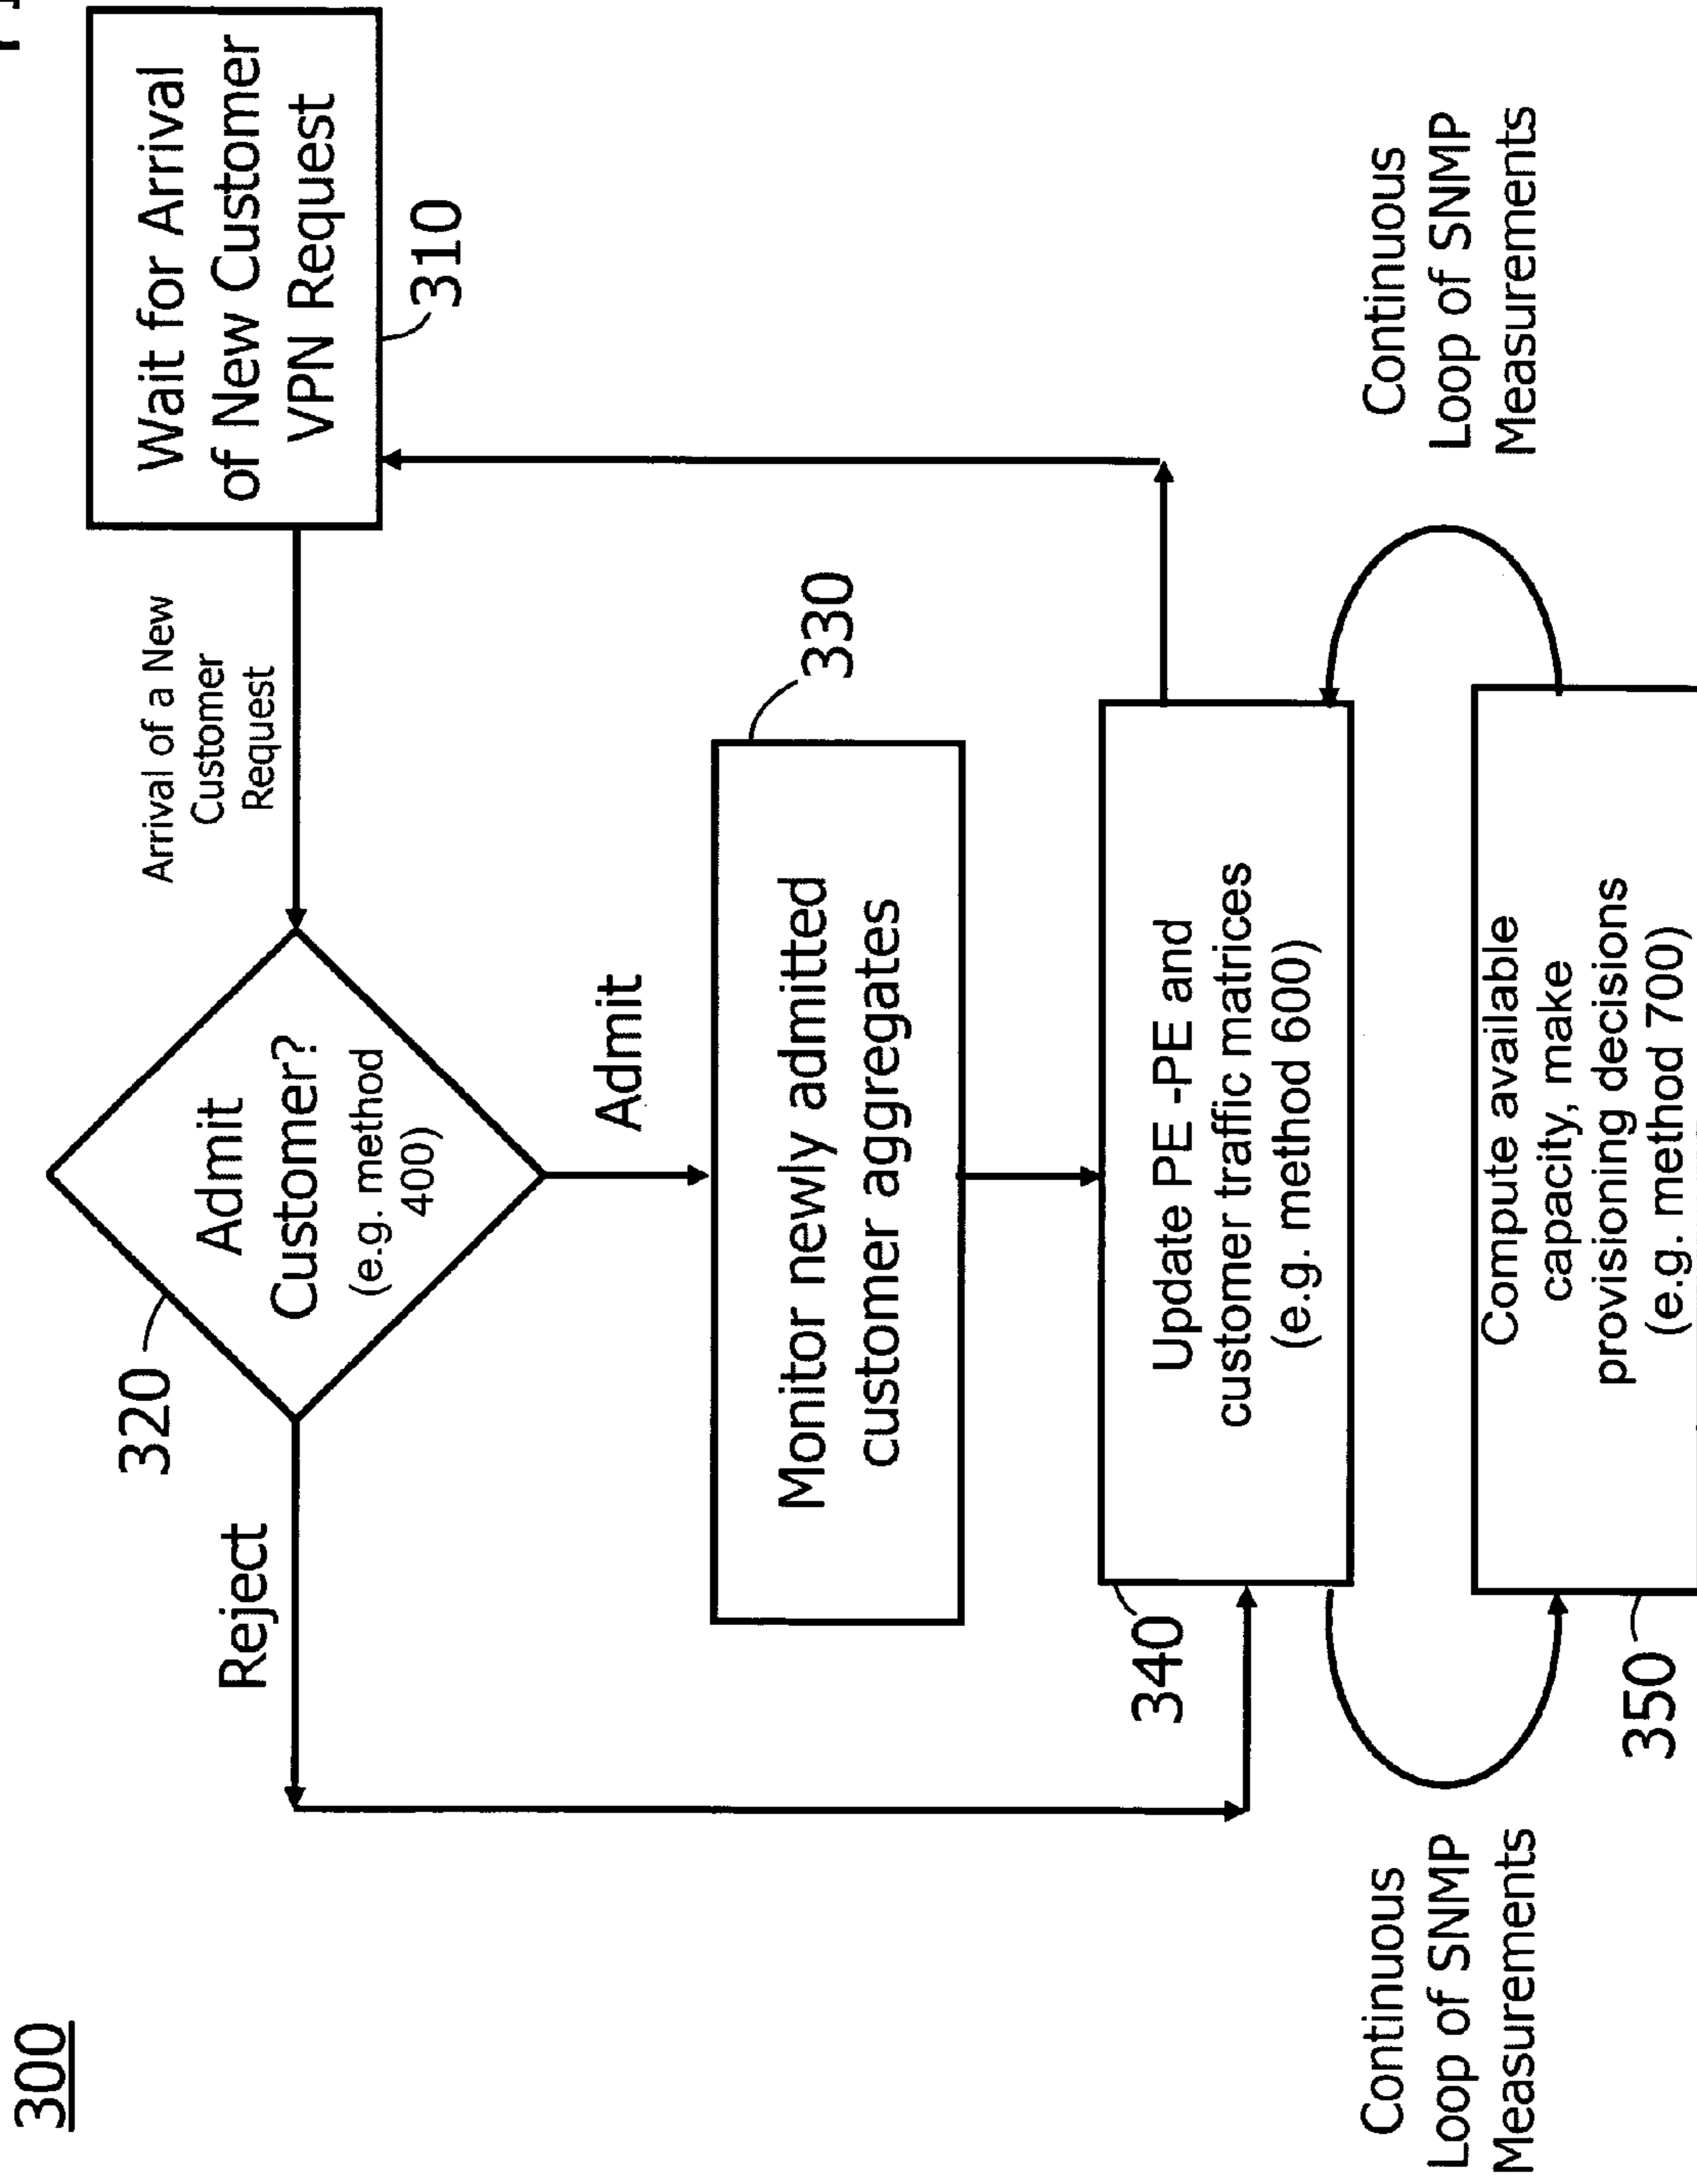 300
Wait for Arrival
of New Customer
VPN Request
310
Arrival of a New
Customer
Request
320
Admit
Customer?
(e.g. method
400)
Reject
Admit
330
Monitor newly admitted
customer aggregates
340
Update PE -PE and
customer traffic matrices
(e.g. method 600)
Continuous
Loop of SNMP
Measurements
Continuous
Loop of SNMP
Measurements
350
Compute available
capacity, make
provisioning decisions
(e.g. method 700)